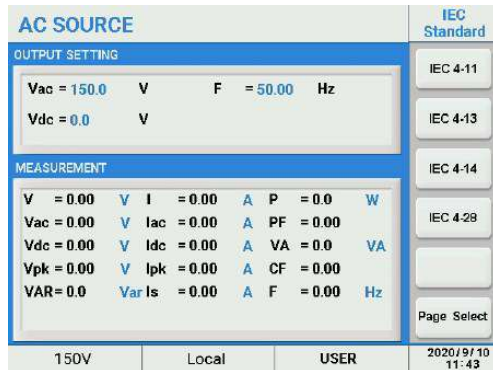 AC SOURCE
IEC Standard
OUTPUT SETTING
Vac = 150.0 V F = 50.00 Hz
Vdc = 0.0 V
MEASUREMENT
V = 0.00 V I = 0.00 A P = 0.0 W
Vac = 0.00 V Iac = 0.00 A PF = 0.00
Vdc = 0.00 V Idc = 0.00 A VA = 0.0 VA
Vpk = 0.00 V Ipk = 0.00 A CF = 0.00
VAR= 0.0 Var Is = 0.00 A F = 0.00 Hz
IEC 4-11
IEC 4-13
IEC 4-14
IEC 4-28
Page Select
150V Local USER
2020/9/10
11:43